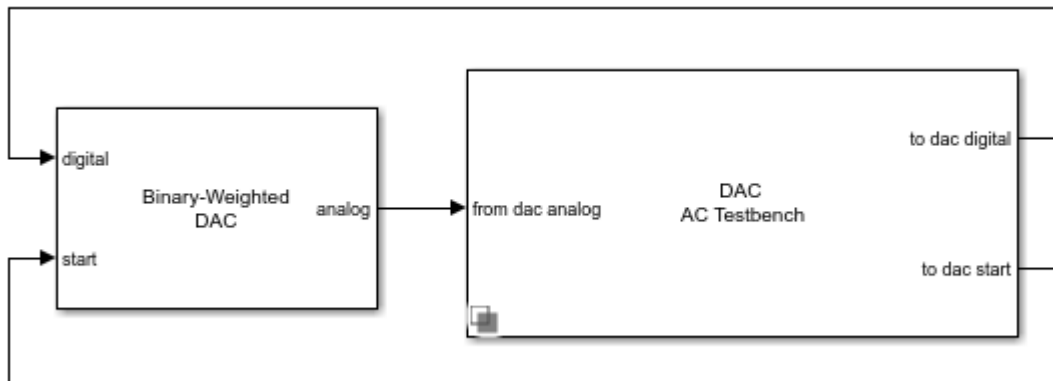 digital
Binary-Weighted
DAC
analog
start
from dac analog
DAC
AC Testbench
to dac digital
to dac start